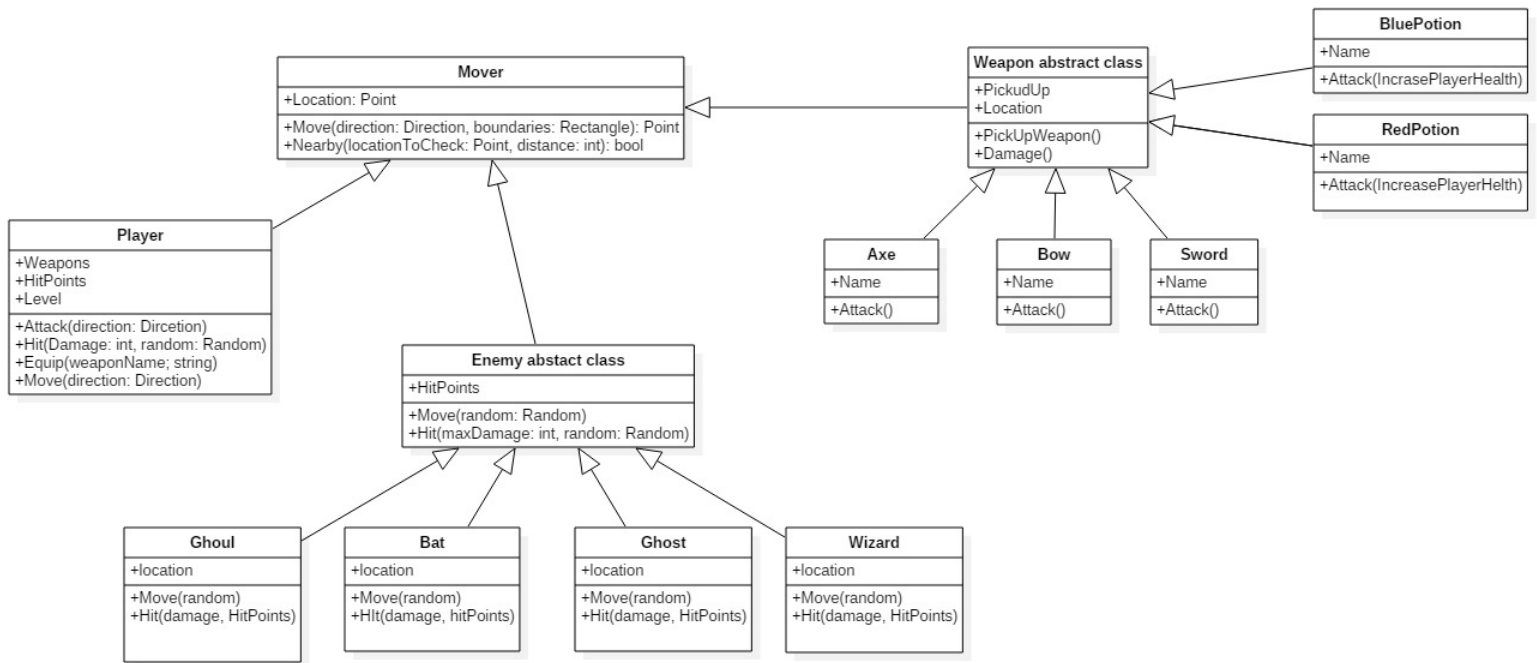 Mover
+Location: Point
+Move(direction: Direction, boundaries: Rectangle): Point
+Nearby(locationToCheck: Point, distance: int): bool
Weapon abstract class
+PickudUp
+Location
+PickUpWeapon()
+Damage()
BluePotion
+Name
+Attack(IncrasePlayerHealth)
RedPotion
+Name
+Attack(IncreasePlayerHelth)
Player
+Weapons
+HitPoints
+Level
+Attack(direction: Dircetion)
+Hit(Damage: int, random: Random)
+Equip(weaponName; string)
+Move(direction: Direction)
Axe
+Name
+Attack()
Bow
+Name
+Attack()
Sword
+Name
+Attack()
Enemy abstact class
+HitPoints
+Move(random: Random)
+Hit(maxDamage: int, random: Random)
Ghoul
+location
+Move(random)
+Hit(damage, HitPoints)
Bat
+location
+Move(random)
+HIt(damage, hitPoints)
Ghost
+location
+Move(random)
+Hit(damage, HitPoints)
Wizard
+location
+Move(random)
+Hit(damage, HitPoints)